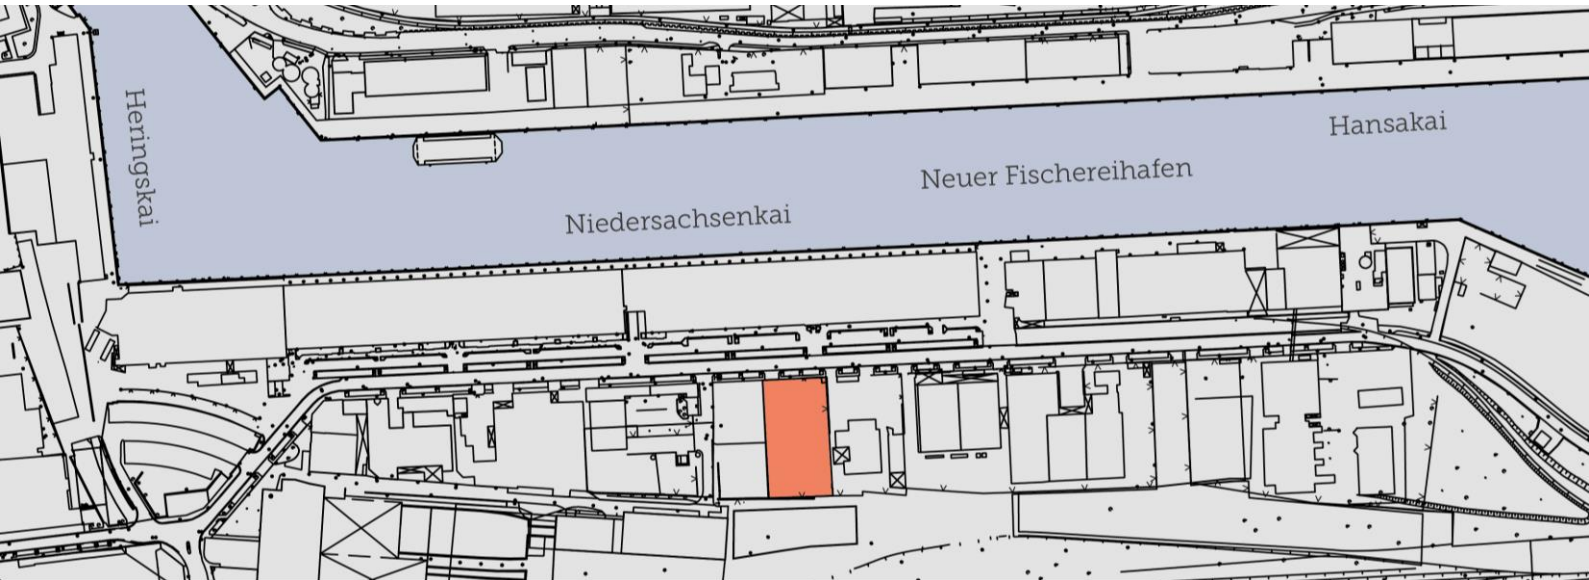 Heringskai
Hansakai
Neuer Fischereihafen
Niedersachsenkai